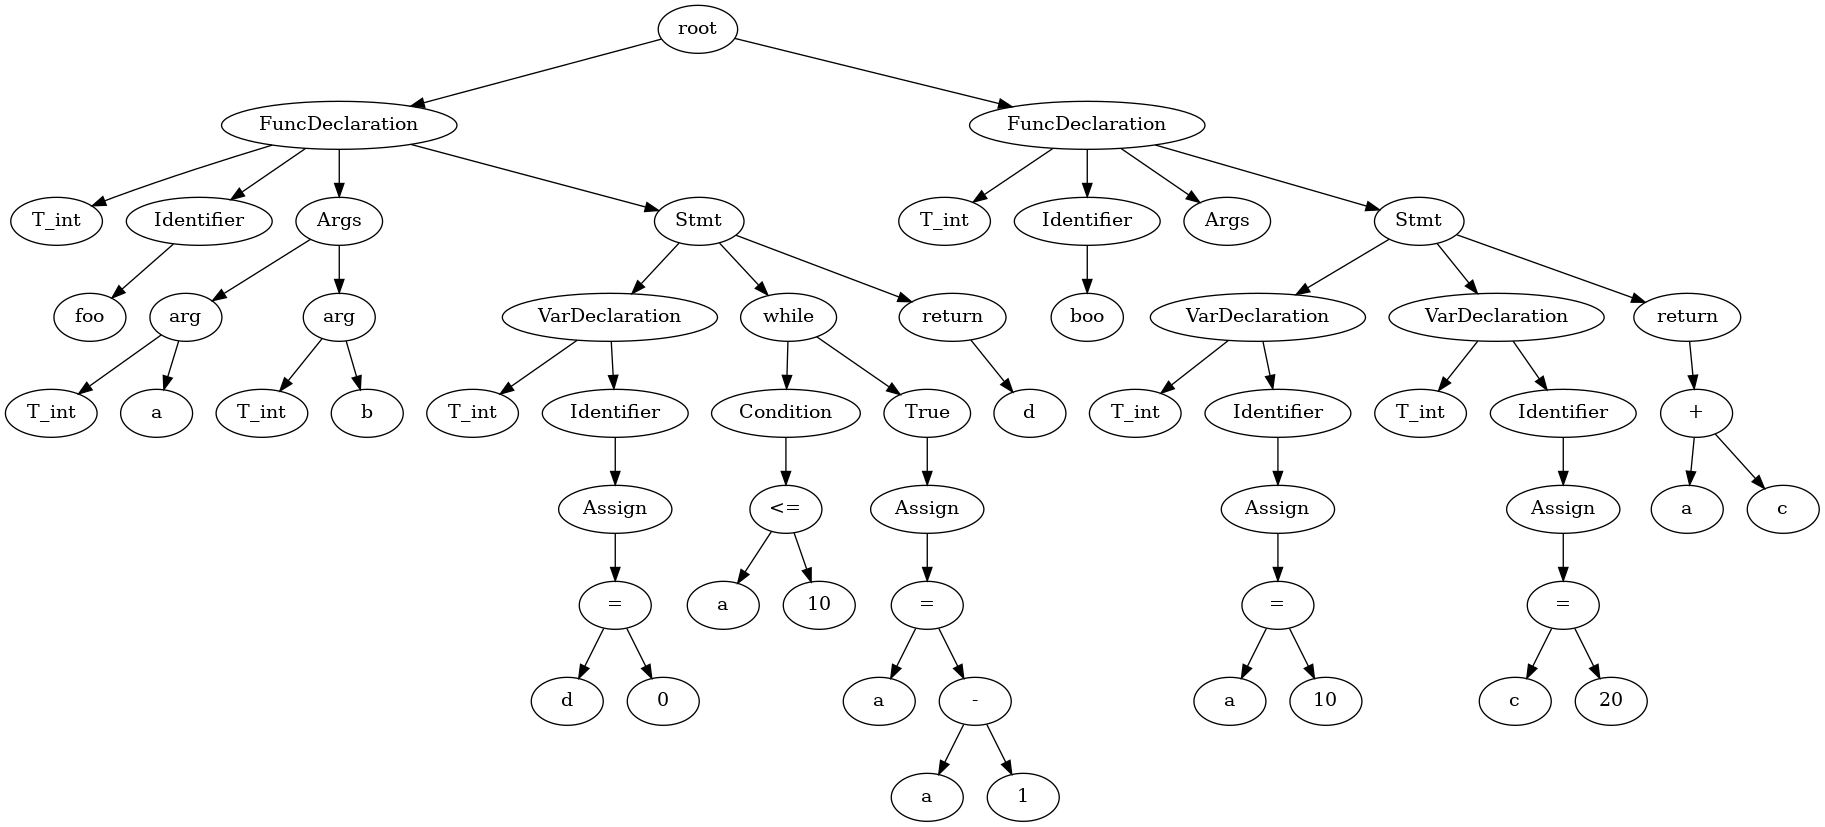 root
FuncDeclaration FuncDeclaration
T_int Identifier Args Stmt T_int Identifier Args Stmt
foo arg arg VarDeclaration while return boo VarDeclaration VarDeclaration return
T_int a T_int b T_int Identifier Condition True d T_int Identifier T_int Identifier +
Assign <= Assign Assign Assign a c
= a 10 = = =
d 0 a - a 10 c 20
a 1